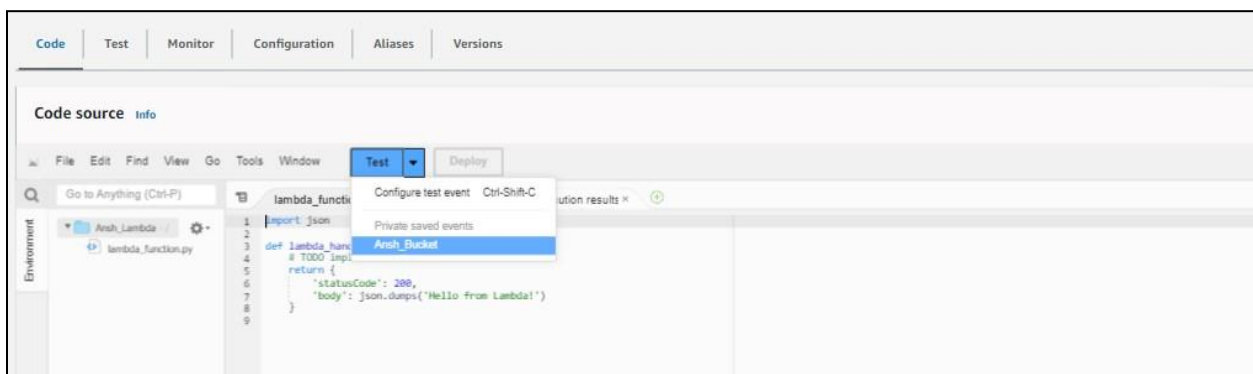 Code Test Monitor Configuration Aliases Versions
Code source Info
File Edit Find View Go Tools Window Test Deploy
Go to Anything (Ctrl-P)
lambda_functi
ution results ×
Configure test event Ctrl-Shift-C
Private saved events
Ansh_Bucket
Environment
Ansh_Lambda - /
lambda_function.py
1 import json
2
3 def lambda_hand
4 # TODO impl
5 return {
6 'statusCode': 200,
7 'body': json.dumps('Hello from Lambda!')
8 }
9